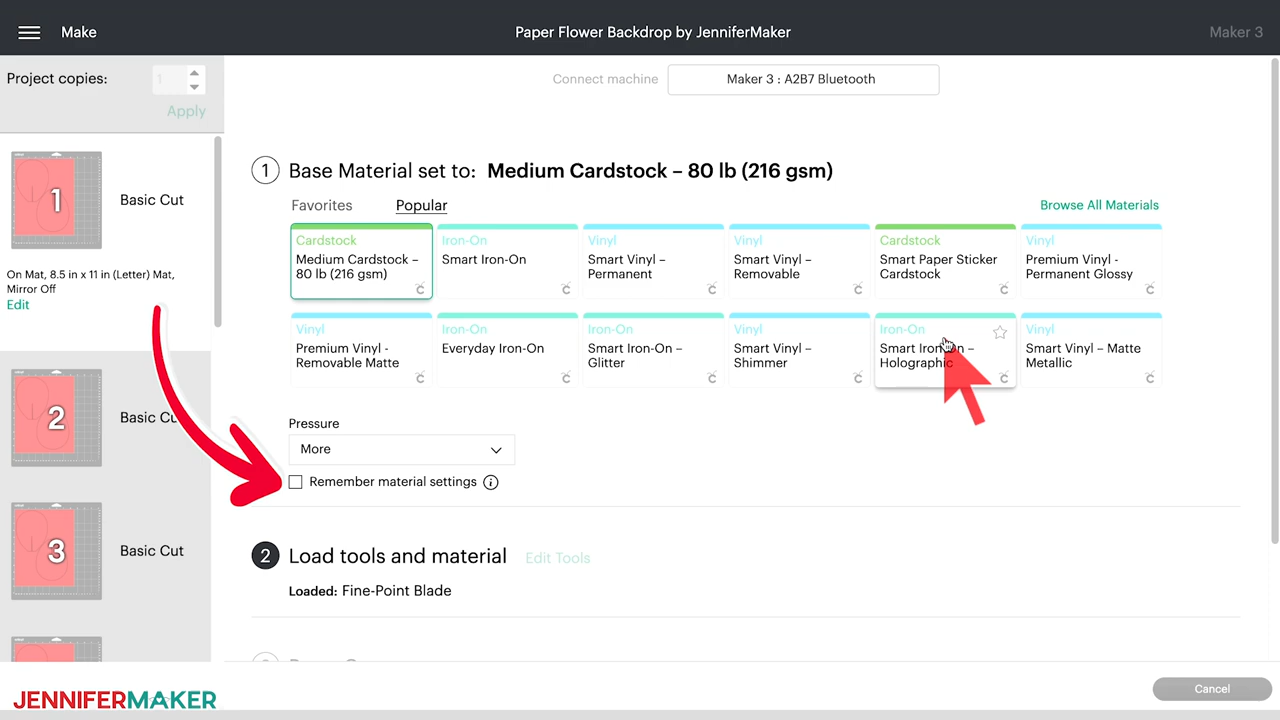 Make
Paper Flower Backdrop by JenniferMaker
Maker 3
Project copies:
1
Apply
Connect machine
Maker 3 : A2B7 Bluetooth
1
Basic Cut
On Mat, 8.5 in x 11 in (Letter) Mat,
Mirror Off
Edit
2
3
Basic Cut
1 Base Material set to: Medium Cardstock – 80 lb (216 gsm)
Favorites
Popular
Browse All Materials
Cardstock
Medium Cardstock –
80 lb (216 gsm)
Iron-On
Smart Iron-On
Vinyl
Smart Vinyl –
Permanent
Vinyl
Smart Vinyl –
Removable
Cardstock
Smart Paper Sticker
Cardstock
Vinyl
Premium Vinyl -
Permanent Glossy
Vinyl
Premium Vinyl -
Removable Matte
Iron-On
Everyday Iron-On
Iron-On
Smart Iron-On –
Glitter
Vinyl
Smart Vinyl –
Shimmer
Iron-On
Smart Iron-On –
Holographic
Vinyl
Smart Vinyl – Matte
Metallic
Pressure
More
Remember material settings
2 Load tools and material
Edit Tools
Loaded: Fine-Point Blade
Cancel
JENNIFERMAKER